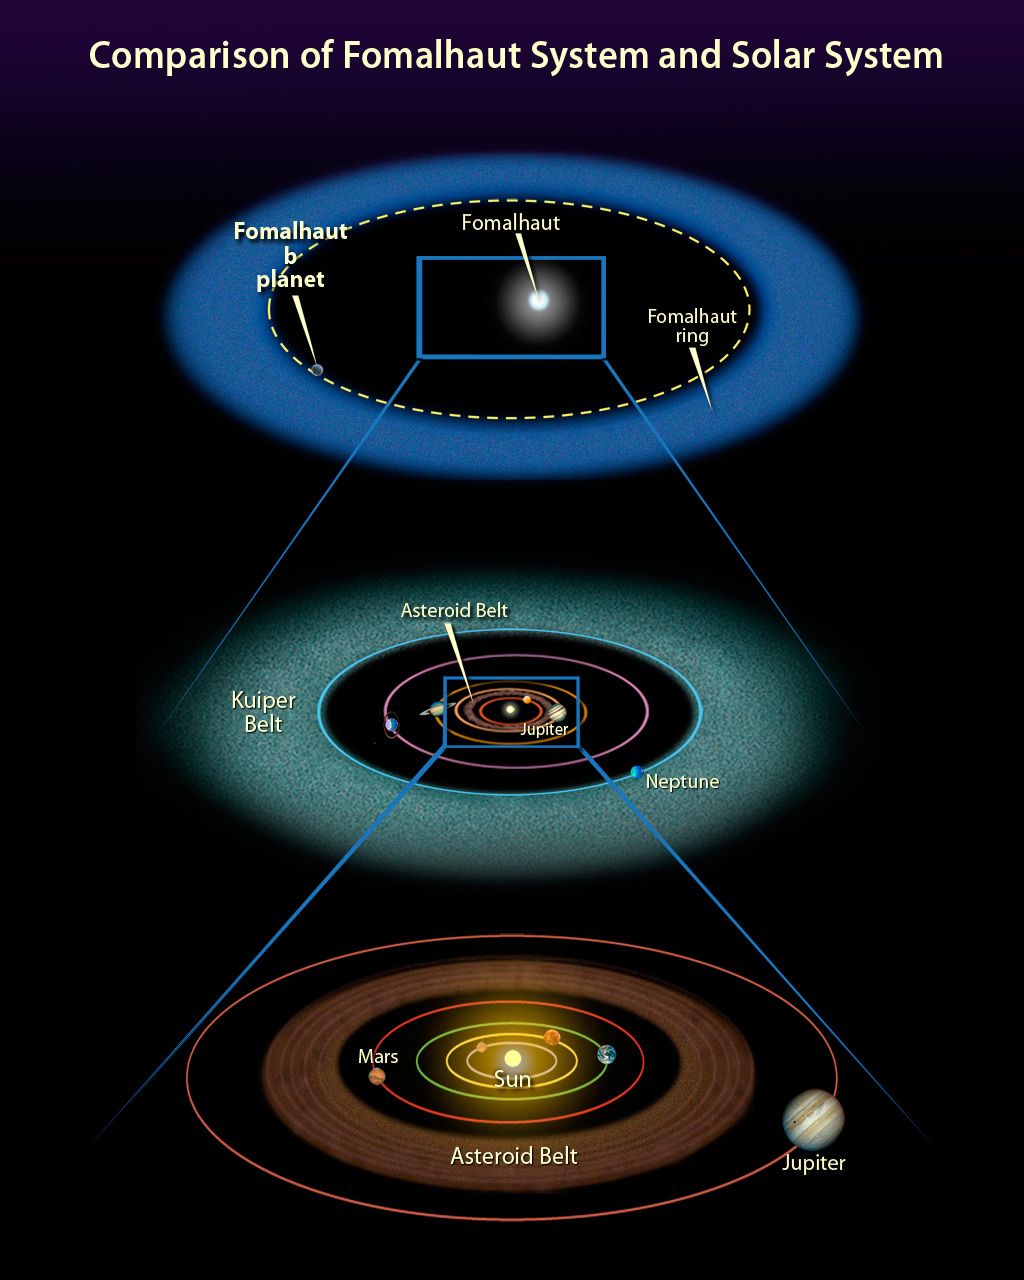 Comparison of Fomalhaut System and Solar System
Fomalhaut
b
planet
Fomalhaut
Fomalhaut
ring
Asteroid Belt
Kuiper
Belt
Jupiter
Neptune
Mars
Sun
Asteroid Belt
Jupiter